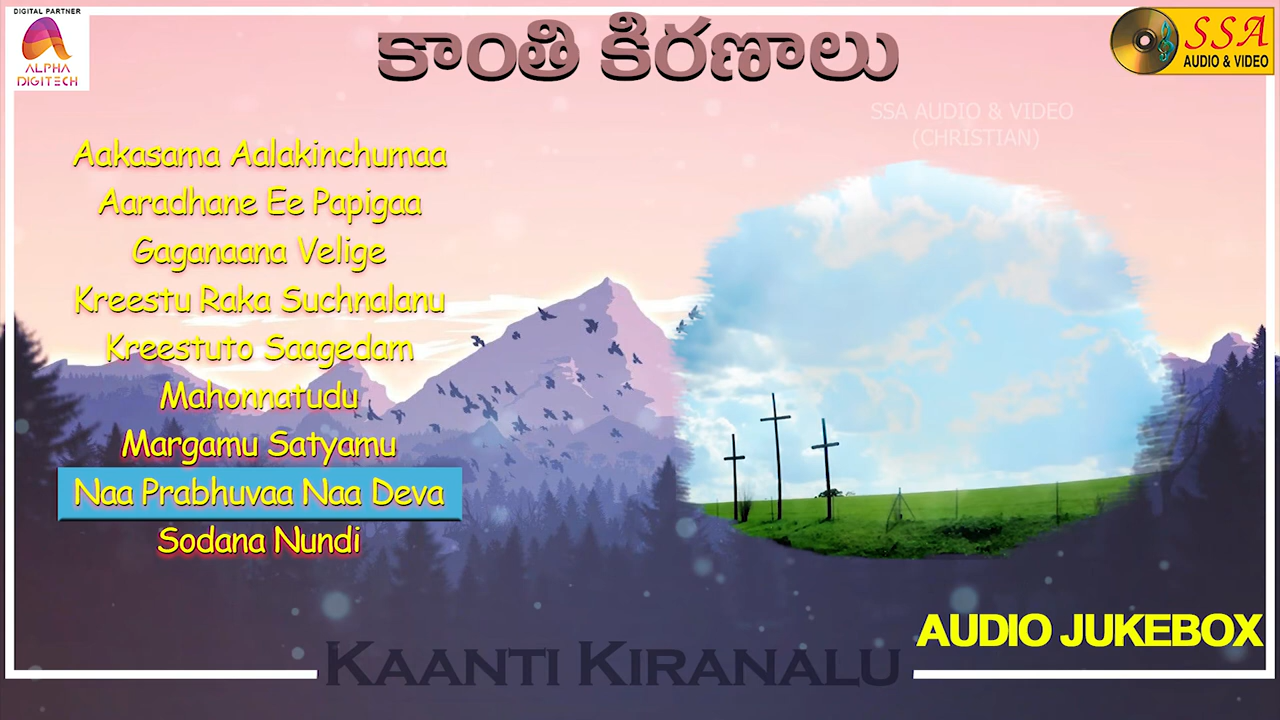 DIGITAL PARTNER
ALPHA
DIGITECH
కాంతి కిరణాలు
SSA
AUDIO & VIDEO
SSA AUDIO & VIDEO
(CHRISTIAN)
Aakasama Aalakinchumaa
Aaradhane Ee Papigaa
Gaganaana Velige
Kreestu Raka Suchnalanu
Kreestuto Saagedam
Mahonnatudu
Margamu Satyamu
Naa Prabhuvaa Naa Deva
Sodana Nundi
AUDIO JUKEBOX
KAANTI KIRANALU